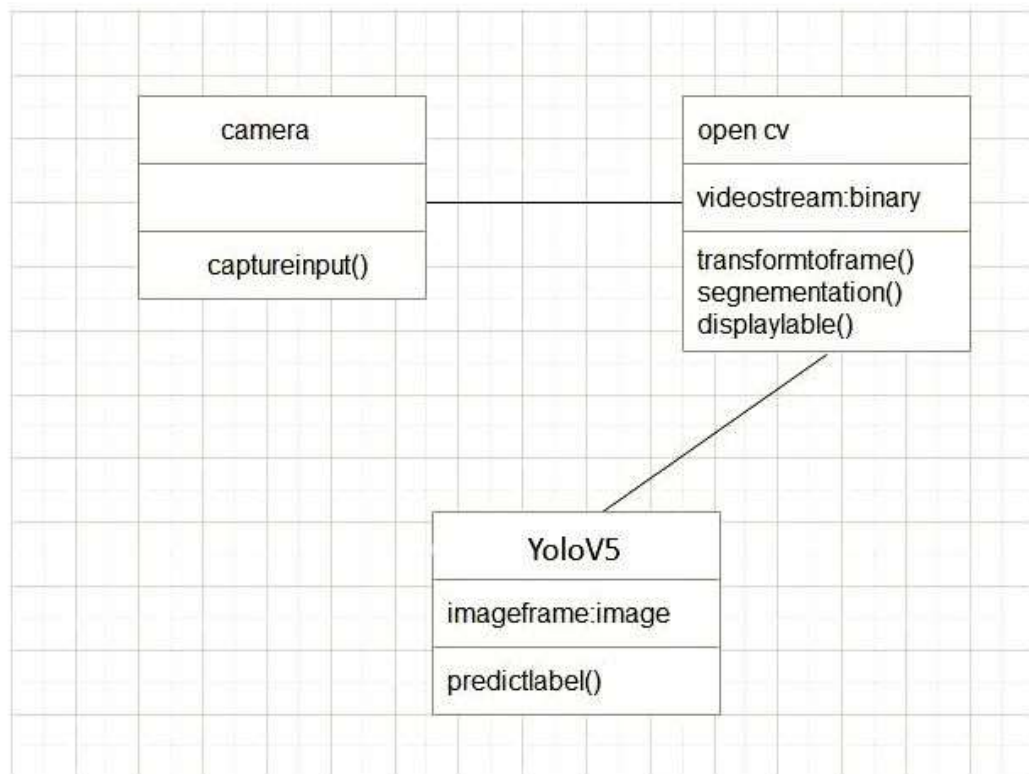 camera
captureinput()
open cv
videostream:binary
transformtoframe()
segnementation()
displaylable()
YoloV5
imageframe:image
predictlabel()